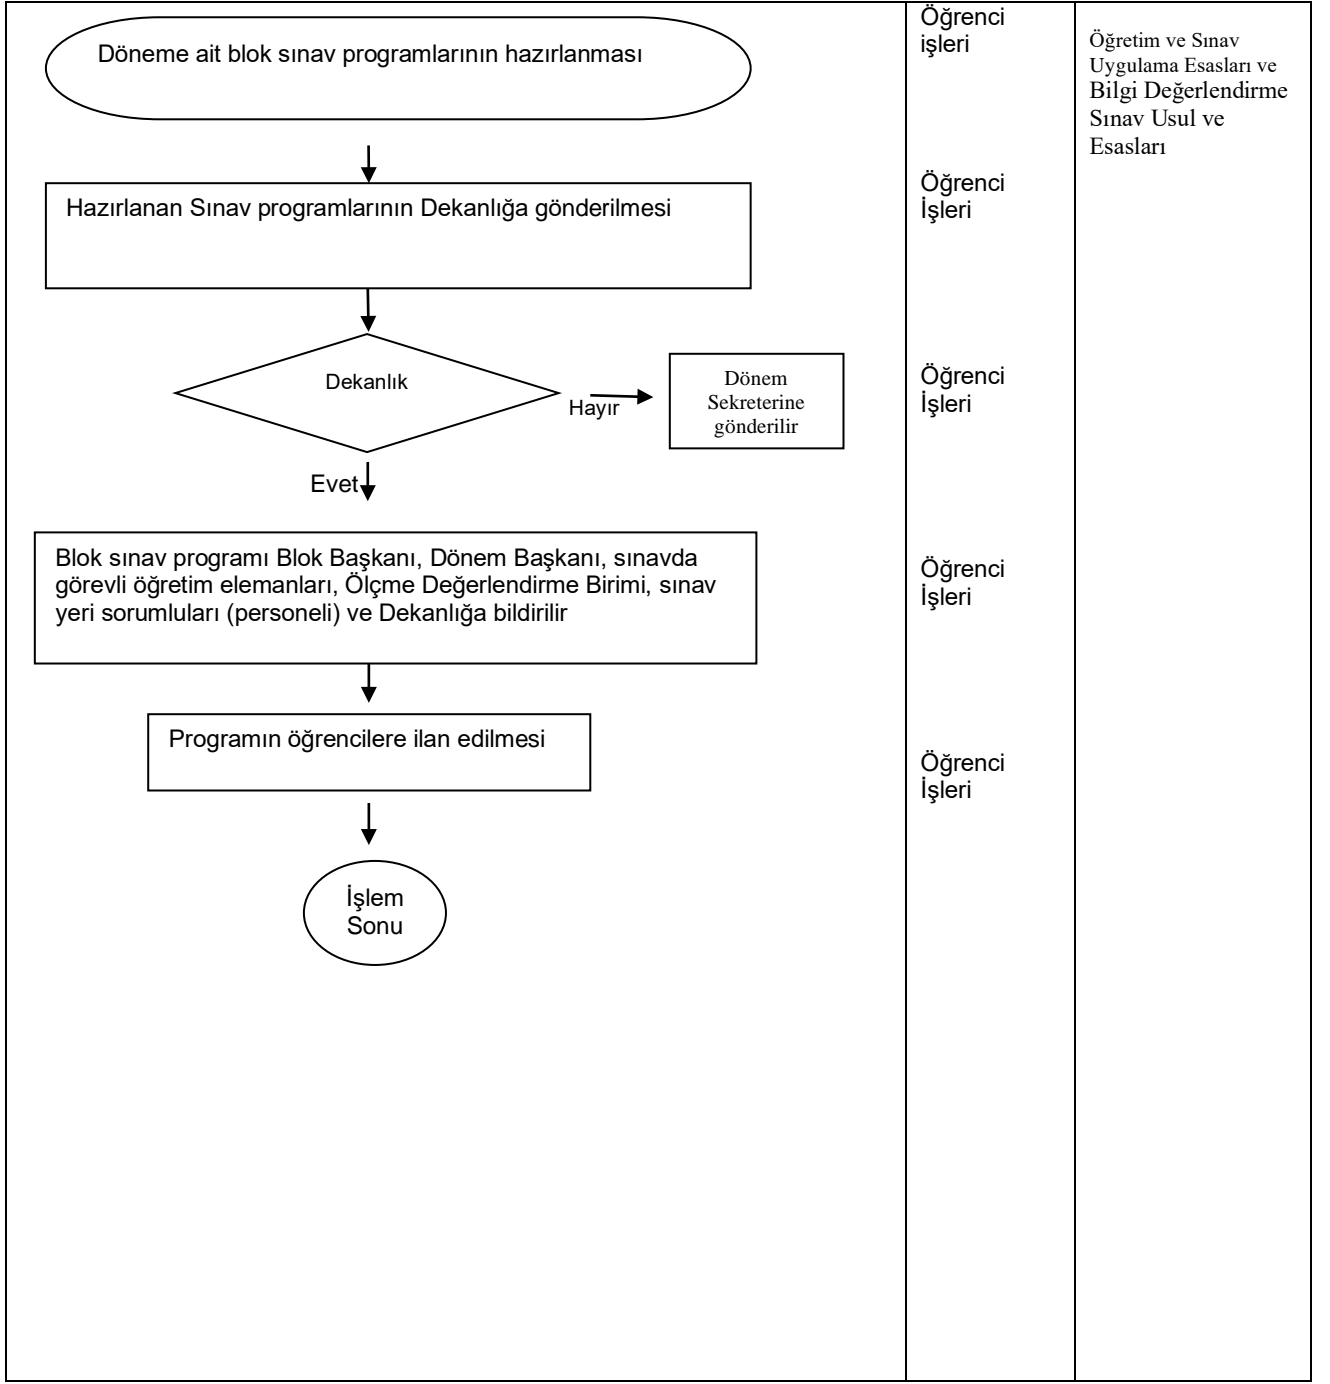 Döneme ait blok sınav programlarının hazırlanması
Öğrenci
işleri
Öğretim ve Sınav
Uygulama Esasları ve
Bilgi Değerlendirme
Sınav Usul ve
Esasları
Hazırlanan Sınav programlarının Dekanlığa gönderilmesi
Öğrenci
İşleri
Dekanlık
Hayır
Dönem
Sekreterine
gönderilir
Öğrenci
İşleri
Evet
Blok sınav programı Blok Başkanı, Dönem Başkanı, sınavda
görevli öğretim elemanları, Ölçme Değerlendirme Birimi, sınav
yeri sorumluları (personeli) ve Dekanlığa bildirilir
Öğrenci
İşleri
Programın öğrencilere ilan edilmesi
Öğrenci
İşleri
İşlem
Sonu